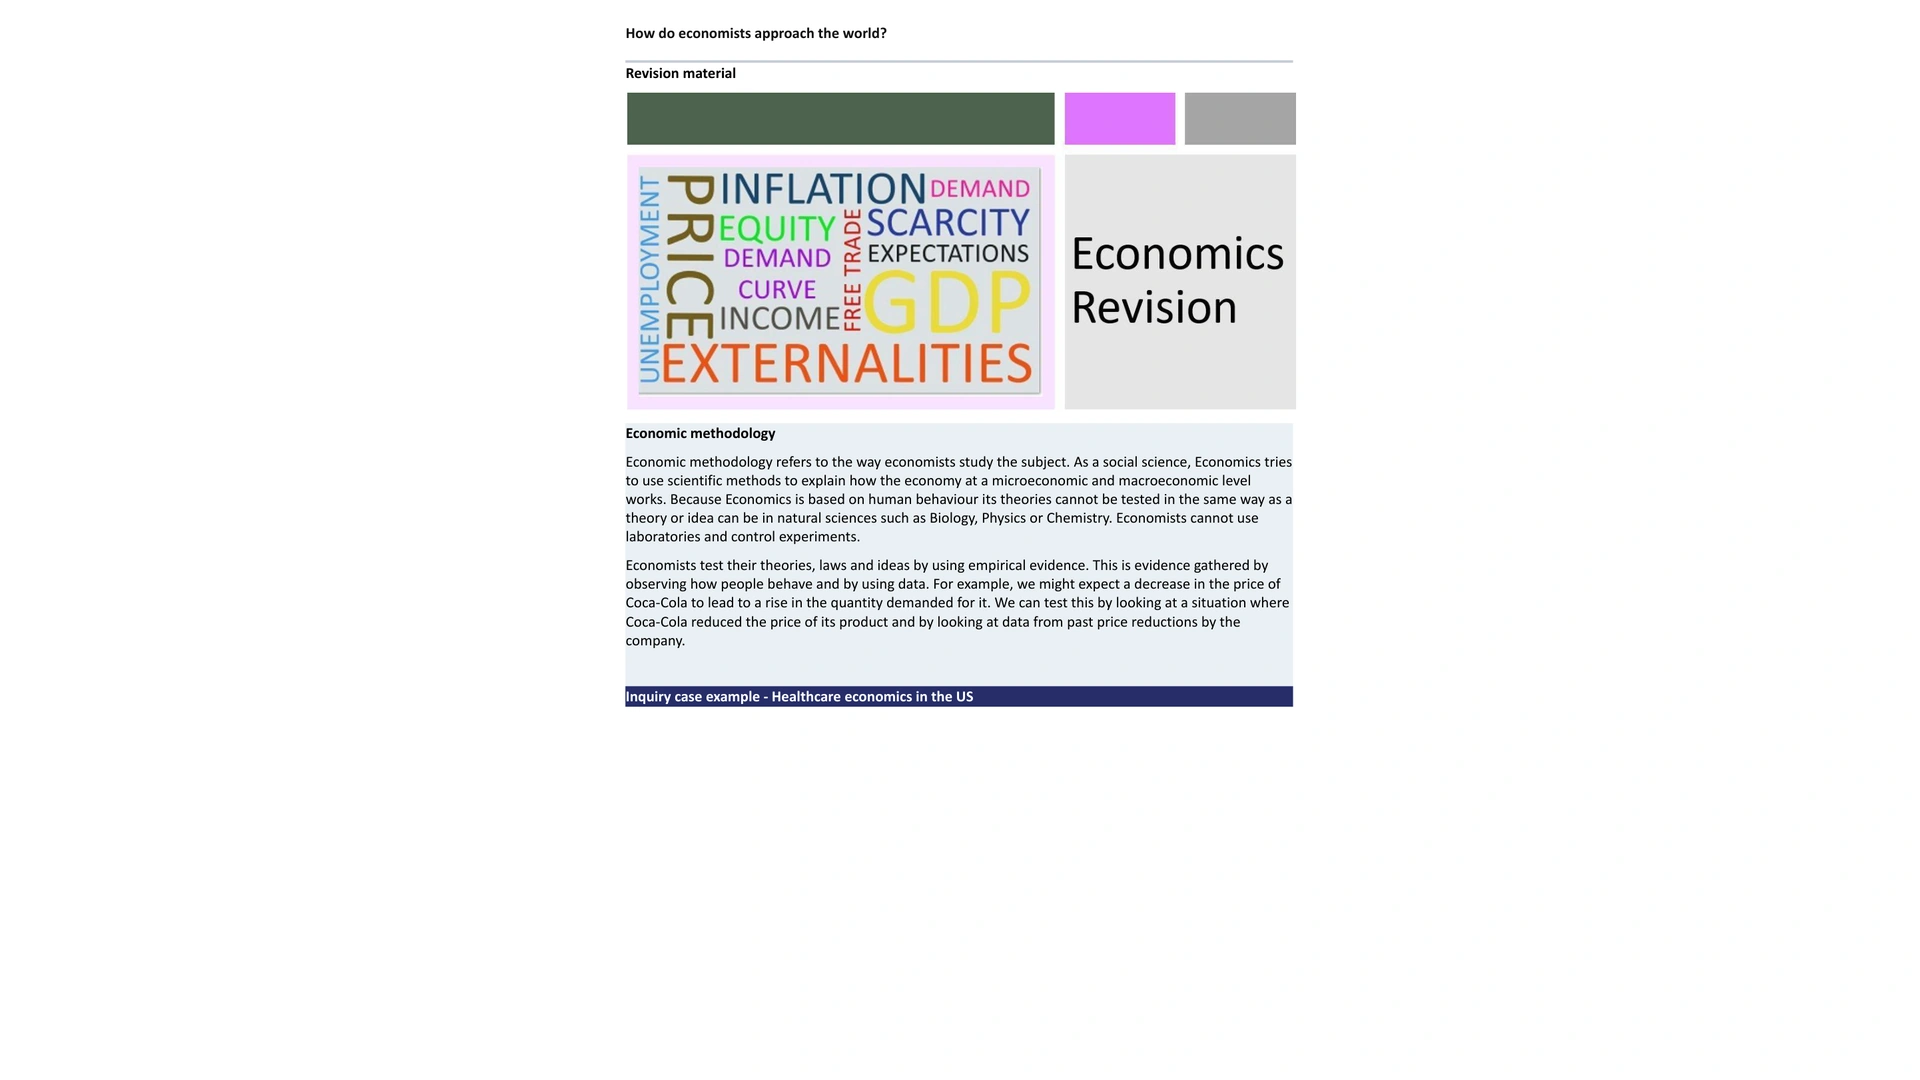 How do economists approach the world?
Revision material
UNEMPLOYMENT
PRICE
INFLATION
DEMAND
EQUITY
SCARCITY
DEMAND
CURVE
FREE TRADE
EXPECTATIONS
INCOME
GDP
EXTERNALITIES
Economics
Revision
Economic methodology
Economic methodology refers to the way economists study the subject. As a social science, Economics tries
to use scientific methods to explain how the economy at a microeconomic and macroeconomic level
works. Because Economics is based on human behaviour its theories cannot be tested in the same way as a
theory or idea can be in natural sciences such as Biology, Physics or Chemistry. Economists cannot use
laboratories and control experiments.
Economists test their theories, laws and ideas by using empirical evidence. This is evidence gathered by
observing how people behave and by using data. For example, we might expect a decrease in the price of
Coca-Cola to lead to a rise in the quantity demanded for it. We can test this by looking at a situation where
Coca-Cola reduced the price of its product and by looking at data from past price reductions by the
company.
Inquiry case example - Healthcare economics in the US